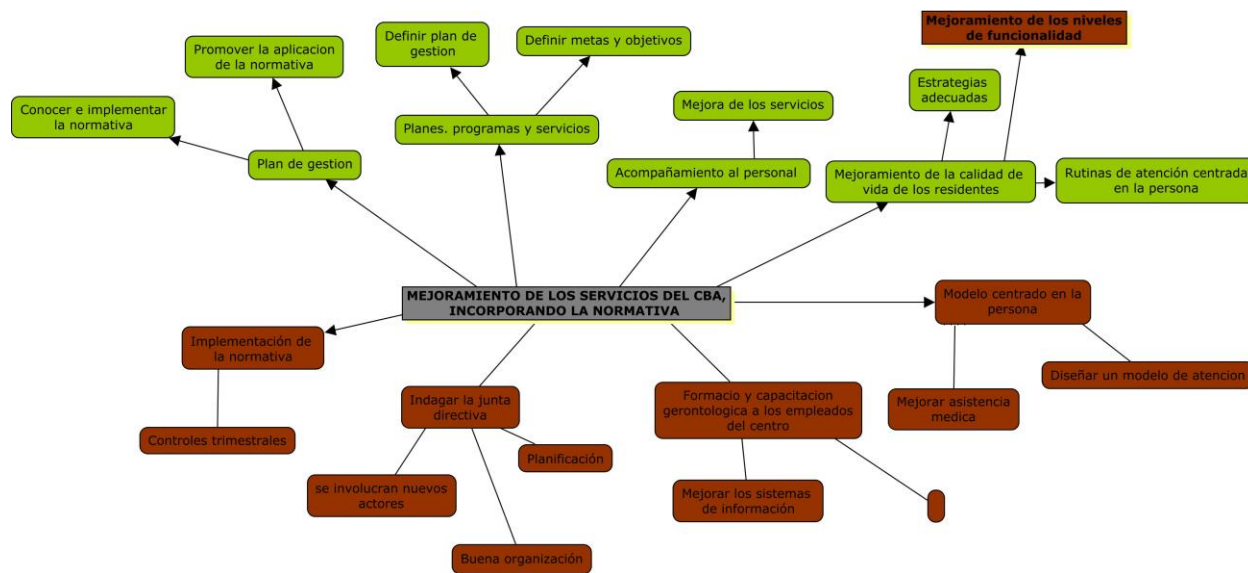 Mejoramiento de los niveles
de funcionalidad
Definir plan de
gestion
Definir metas y objetivos
Promover la aplicacion
de la normativa
Estrategias
adecuadas
Conocer e implementar
la normativa
Mejora de los servicios
Planes. programas y servicios
Plan de gestion
Acompañamiento al personal
Mejoramiento de la calidad de
vida de los residentes
Rutinas de atención centrada
en la persona
MEJORAMIENTO DE LOS SERVICIOS DEL CBA,
INCORPORANDO LA NORMATIVA
Modelo centrado en la
persona
Implementación de
la normativa
Diseñar un modelo de atencion
Indagar la junta
directiva
Formacio y capacitacion
gerontologica a los empleados
del centro
Mejorar asistencia
medica
Controles trimestrales
Planificación
se involucran nuevos
actores
Mejorar los sistemas
de información
Buena organización